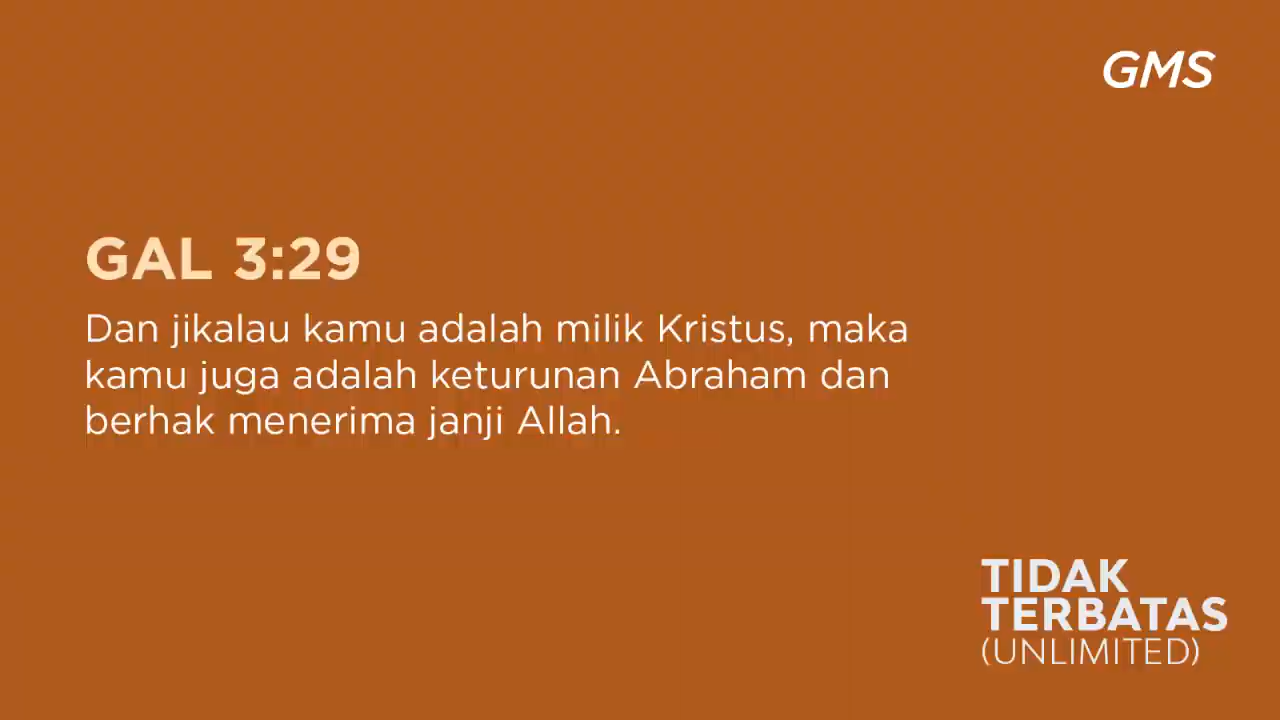 GMS
GAL 3:29
Dan jikalau kamu adalah milik Kristus, maka
kamu juga adalah keturunan Abraham dan
berhak menerima janji Allah.
TIDAK
TERBATAS
(UNLIMITED)